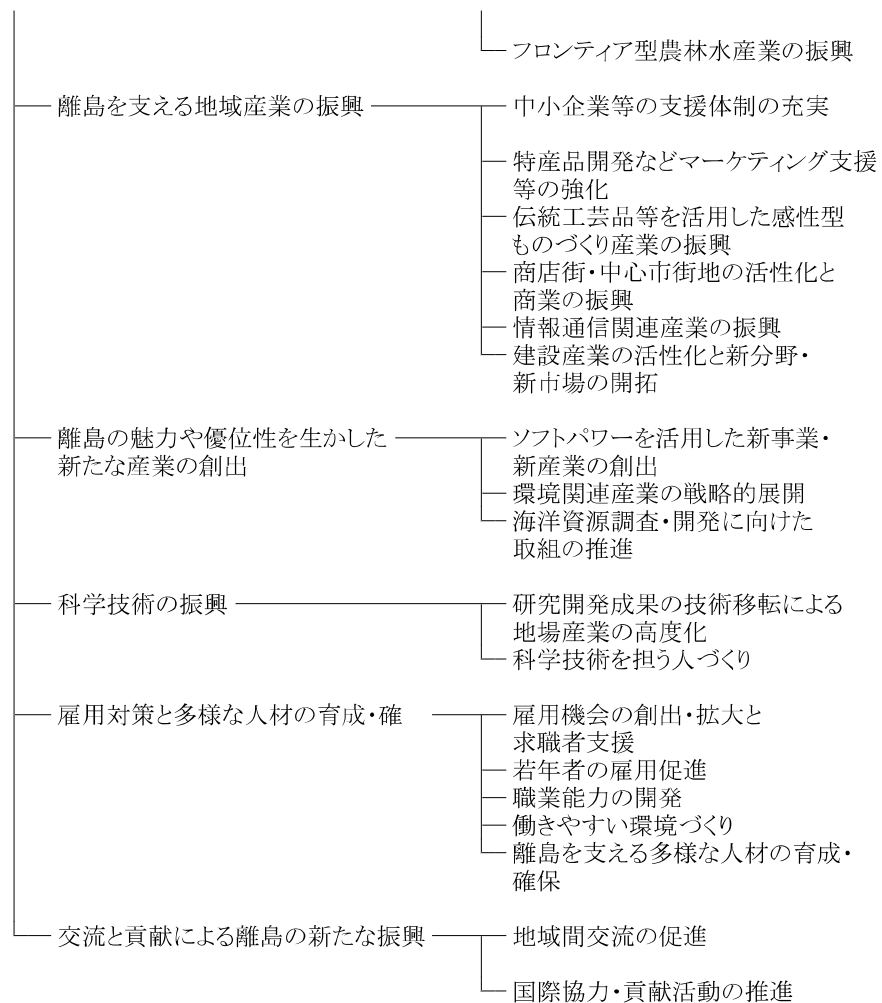 フロンティア型農林水産業の振興
離島を支える地域産業の振興
中小企業等の支援体制の充実
特産品開発などマーケティング支援
等の強化
伝統工芸品等を活用した感性型
ものづくり産業の振興
商店街・中心市街地の活性化と
商業の振興
情報通信関連産業の振興
建設産業の活性化と新分野・
新市場の開拓
離島の魅力や優位性を生かした
新たな産業の創出
ソフトパワーを活用した新事業・
新産業の創出
環境関連産業の戦略的展開
海洋資源調査・開発に向けた
取組の推進
科学技術の振興
研究開発成果の技術移転による
地場産業の高度化
科学技術を担う人づくり
雇用対策と多様な人材の育成・確
雇用機会の創出・拡大と
求職者支援
若年者の雇用促進
職業能力の開発
働きやすい環境づくり
離島を支える多様な人材の育成・
確保
交流と貢献による離島の新たな振興
地域間交流の促進
国際協力・貢献活動の推進